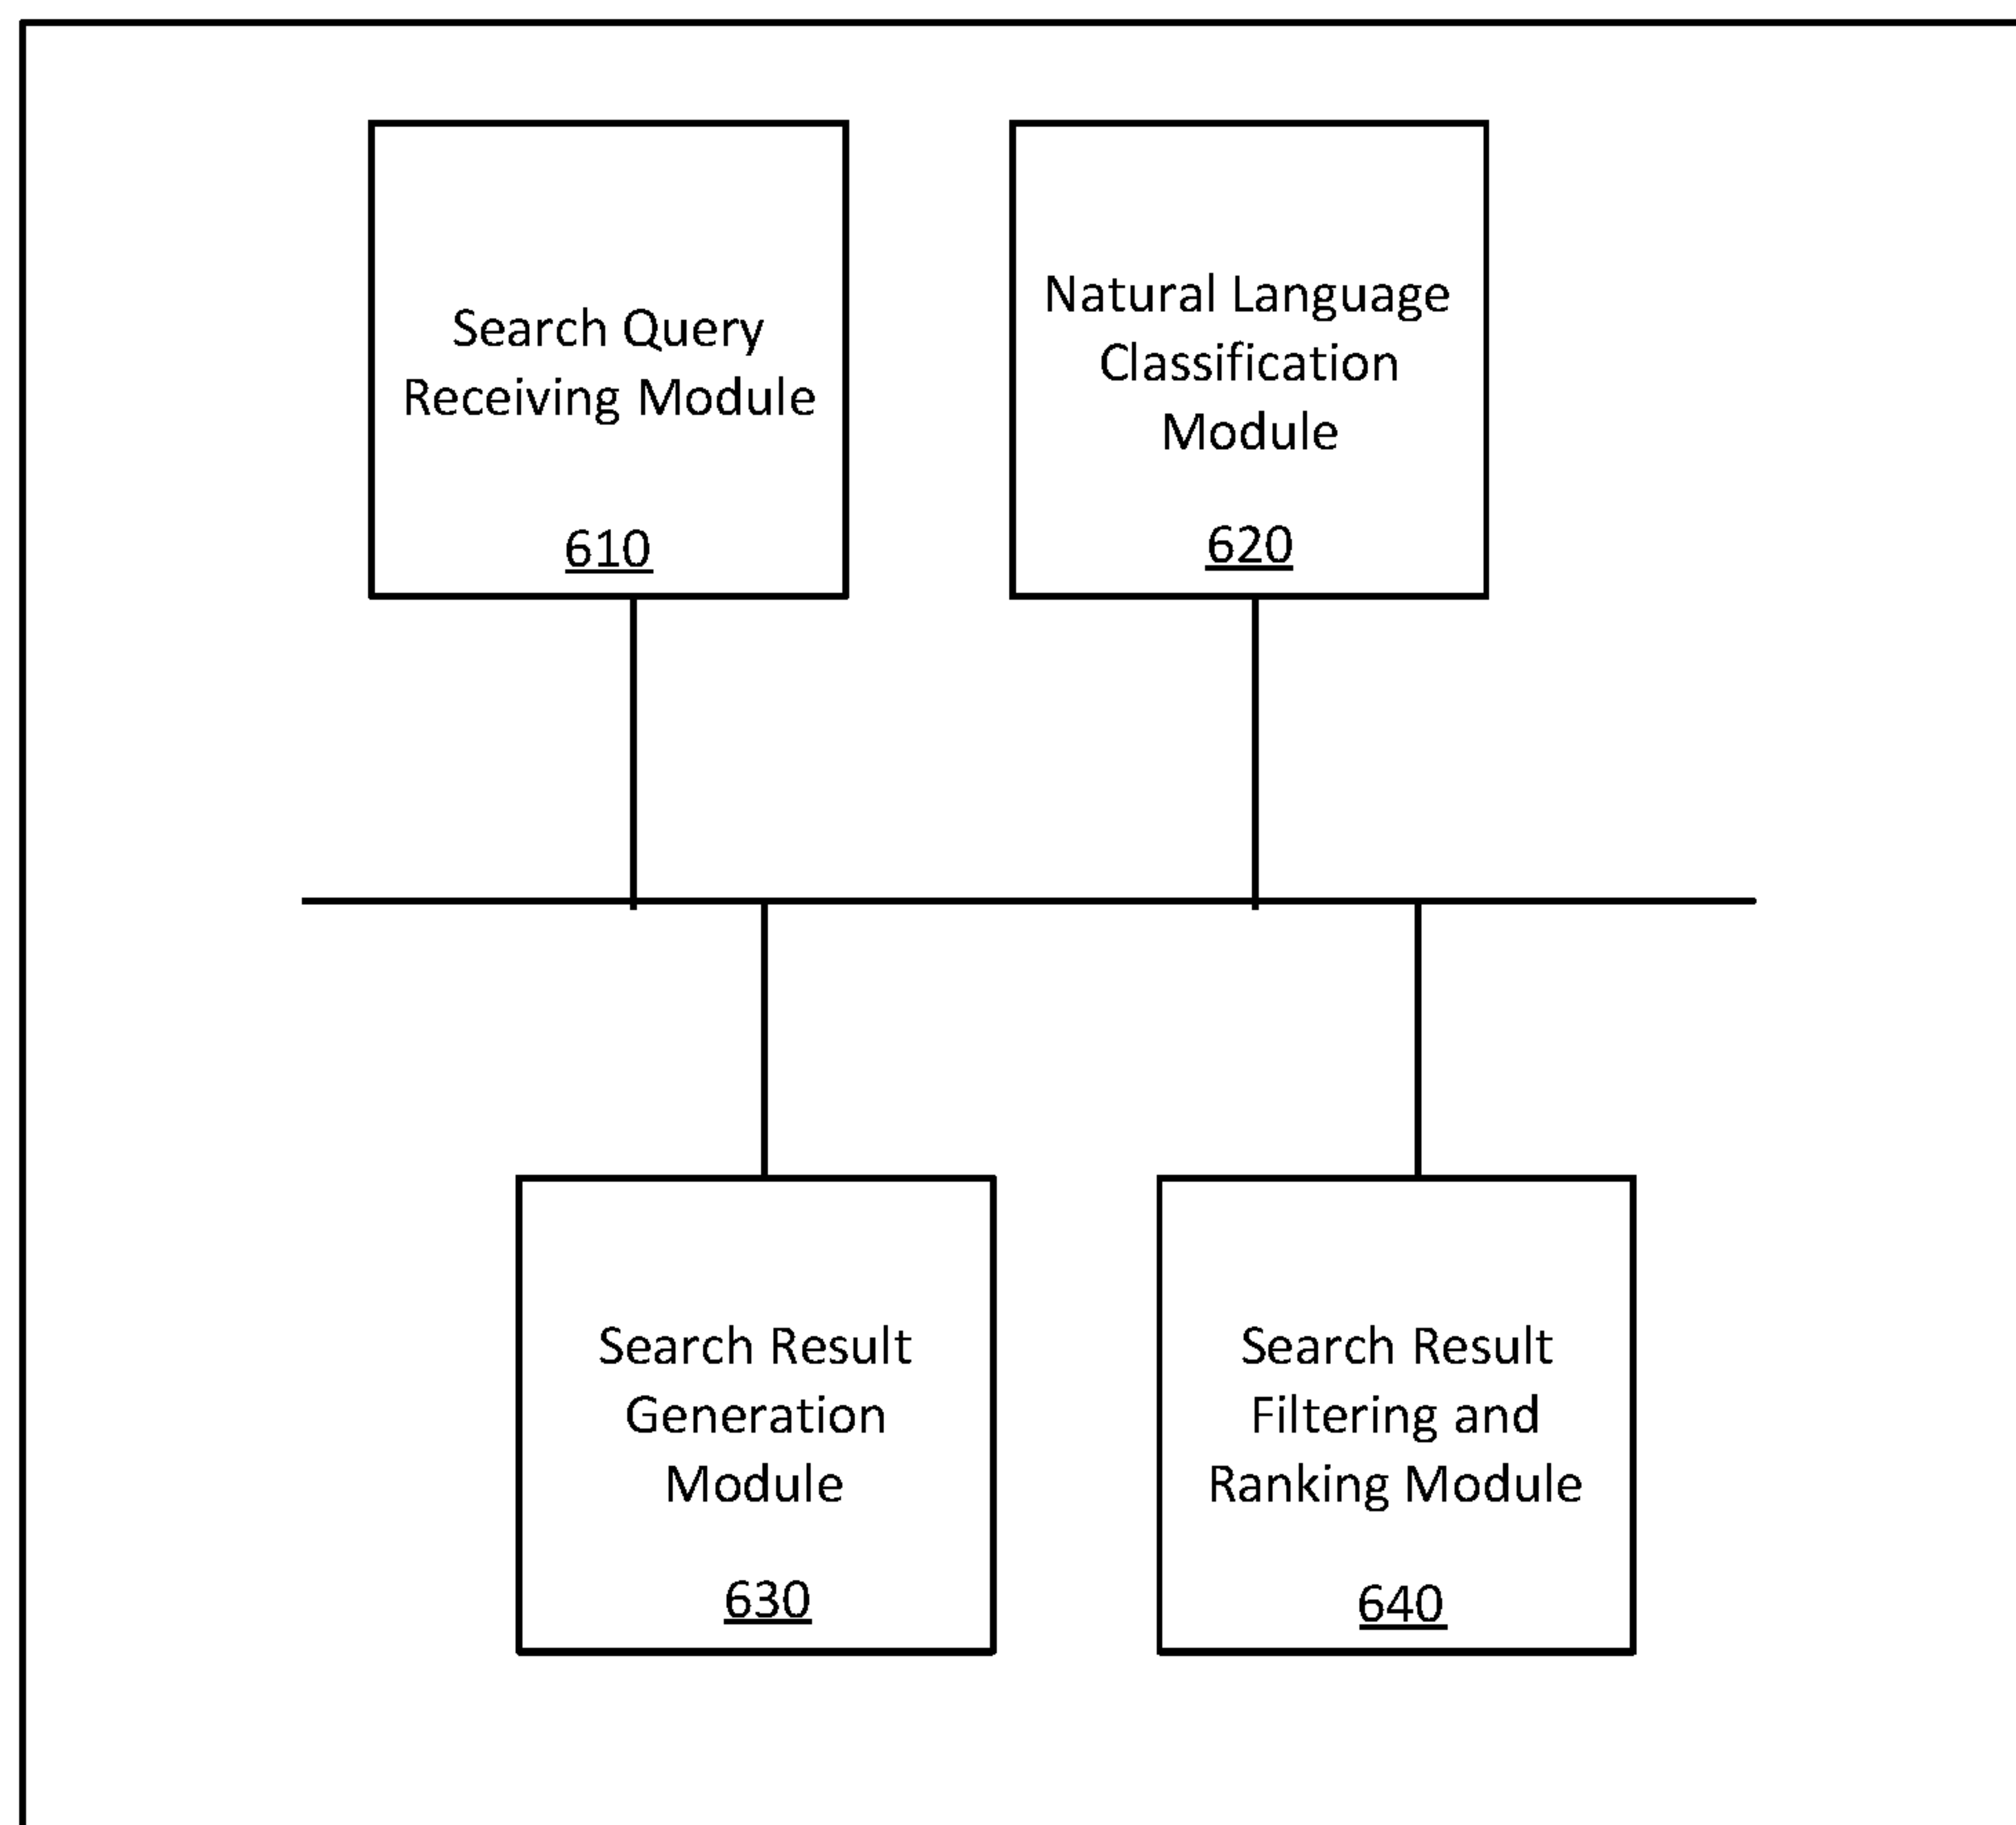 Search Query
Receiving Module
610
Natural Language
Classification
Module
620
Search Result
Generation
Module
630
Search Result
Filtering and
Ranking Module
640